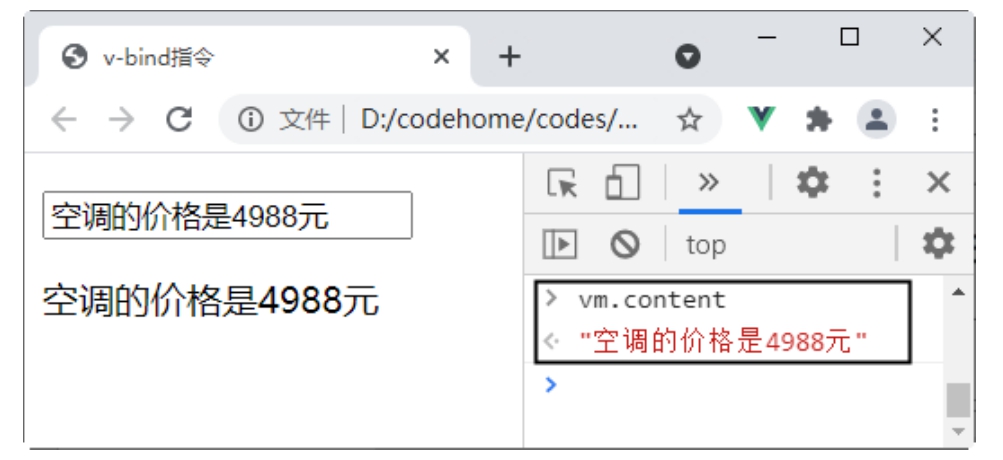 v-bind指令
文件 D:/codehome/codes/...
top
空调的价格是4988元
空调的价格是4988元
> vm.content
"空调的价格是4988元"